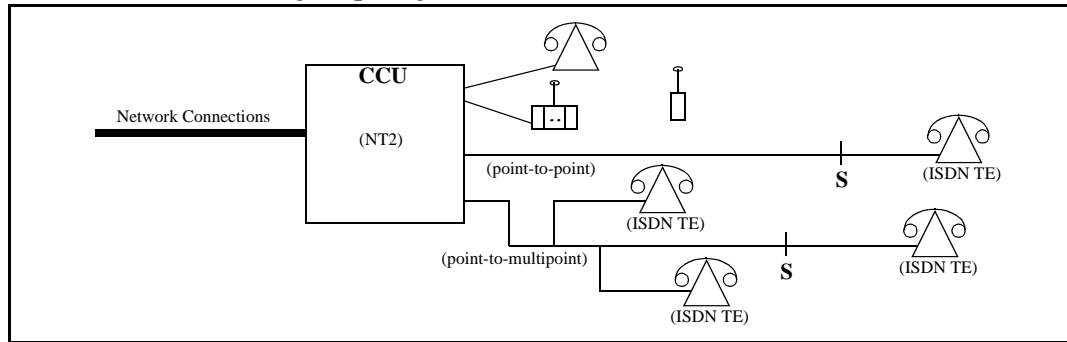 CCU
Network Connections
(NT2)
(point-to-point)
S
(ISDN TE)
(ISDN TE)
(point-to-multipoint)
S
(ISDN TE)
(ISDN TE)